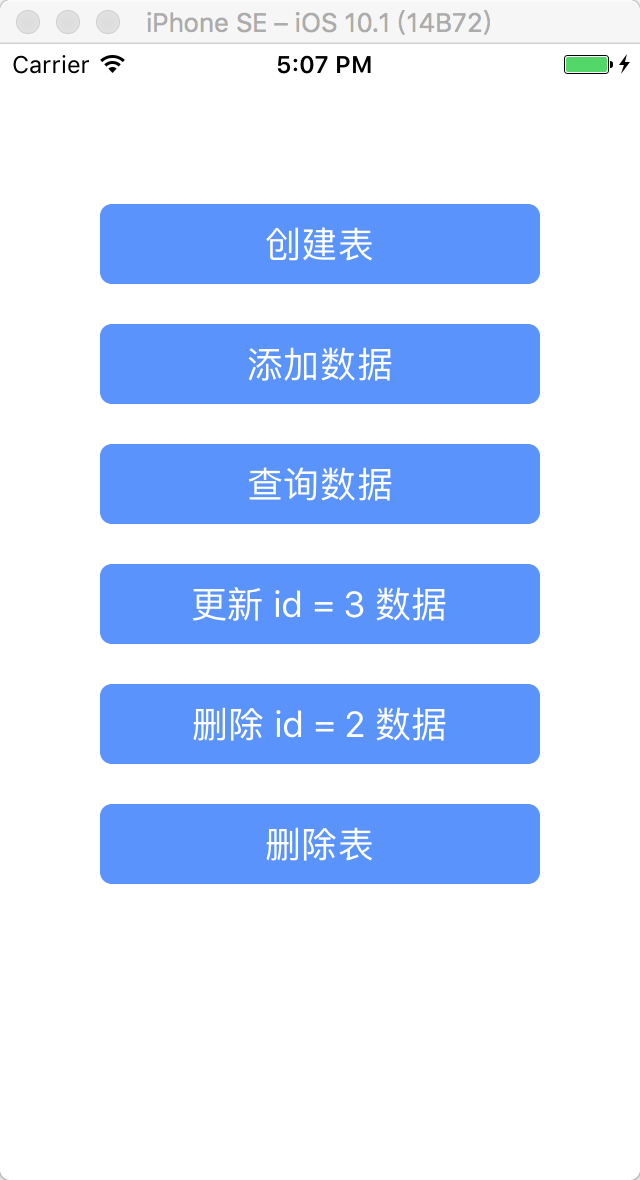 iPhone SE – iOS 10.1 (14B72)
Carrier 5:07 PM
创建表
添加数据
查询数据
更新 id = 3 数据
删除 id = 2 数据
删除表